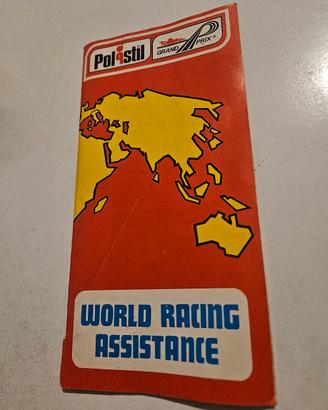 Polistil GRAND PRIX®
WORLD RACING
ASSISTANCE